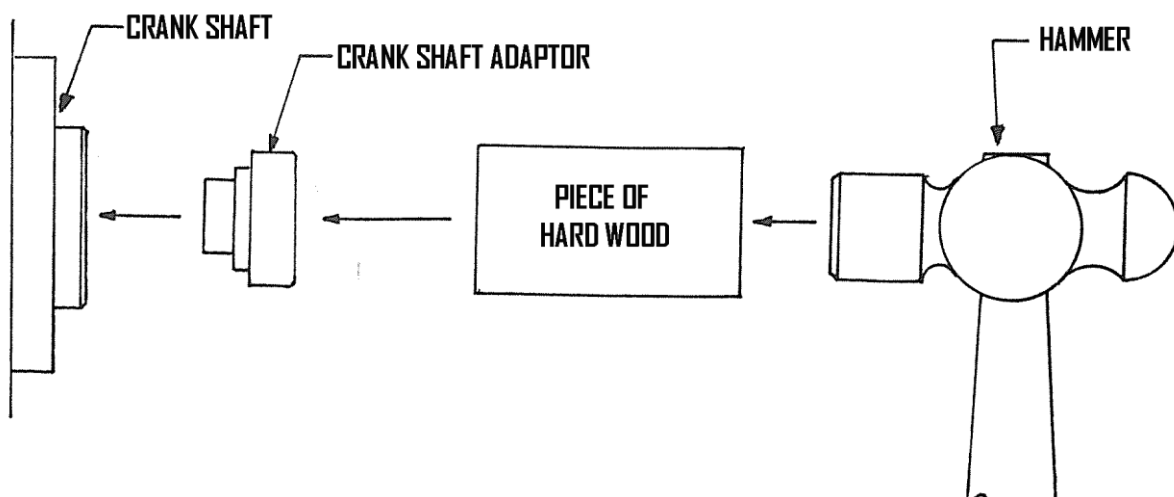 CRANK SHAFT
CRANK SHAFT ADAPTOR
HAMMER
PIECE OF
HARD WOOD